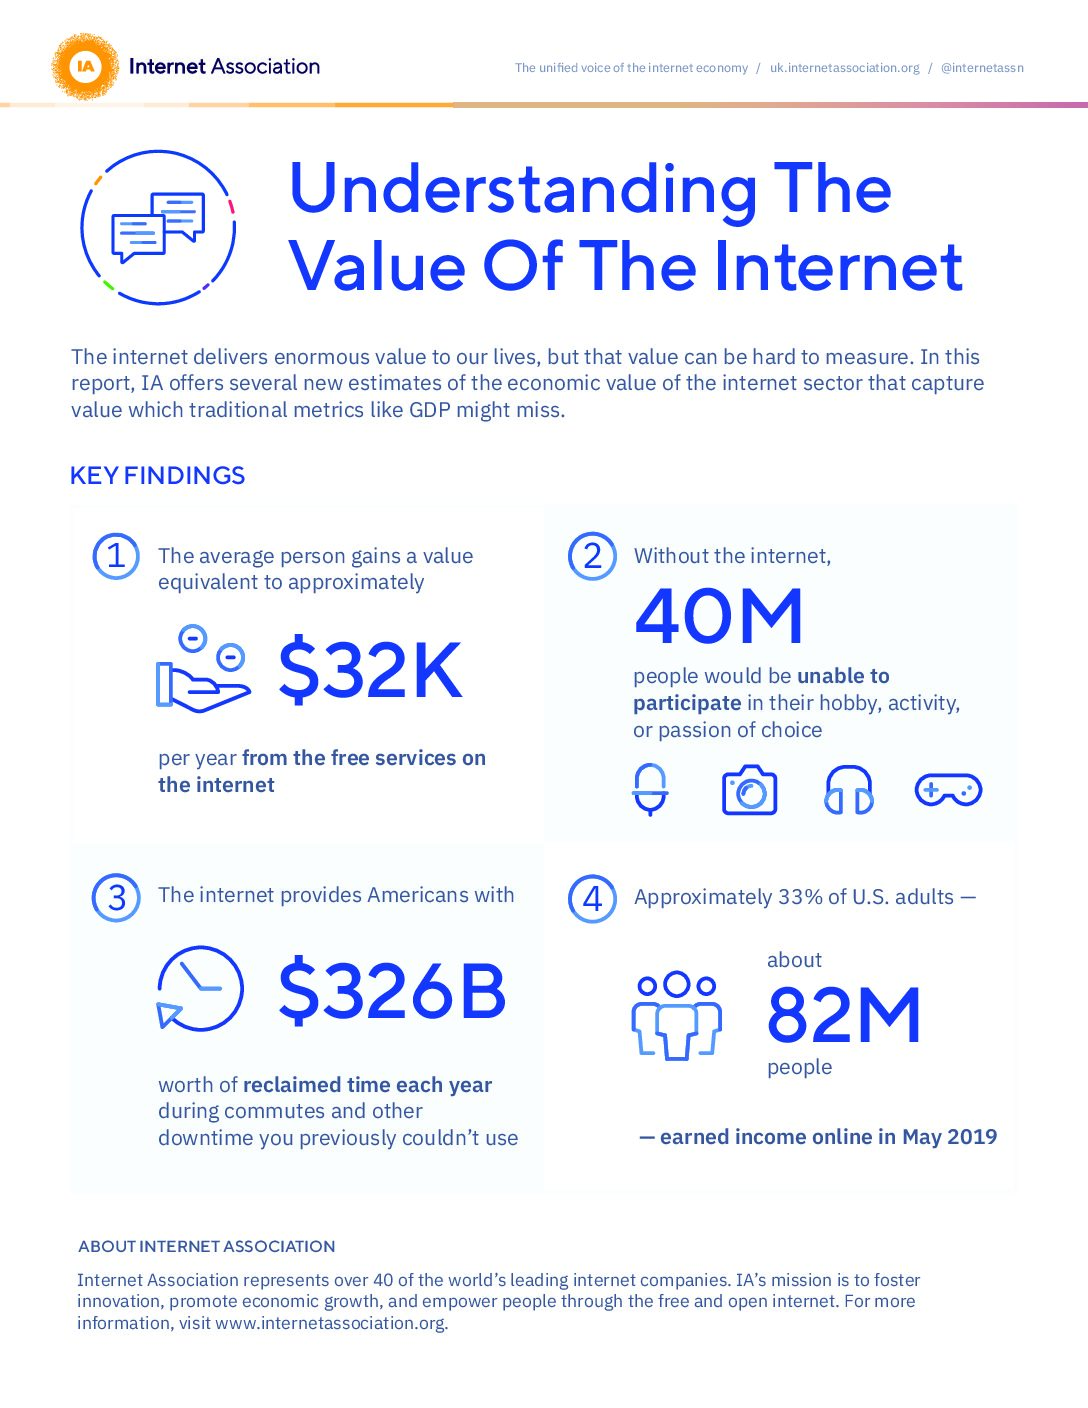 IA
Internet Association
The unified voice of the internet economy / uk.internetassociation.org / @internetassn
Understanding The
Value Of The Internet
The internet delivers enormous value to our lives, but that value can be hard to measure. In this
report, IA offers several new estimates of the economic value of the internet sector that capture
value which traditional metrics like GDP might miss.
KEY FINDINGS
1
The average person gains a value
equivalent to approximately
$32K
per year from the free services on
the internet
2
Without the internet,
40M
people would be unable to
participate in their hobby, activity,
or passion of choice
3
The internet provides Americans with
$326B
worth of reclaimed time each year
during commutes and other
downtime you previously couldn't use
4
Approximately 33% of U.S. adults —
about
82M
people
— earned income online in May 2019
ABOUT INTERNET ASSOCIATION
Internet Association represents over 40 of the world's leading internet companies. IA's mission is to foster
innovation, promote economic growth, and empower people through the free and open internet. For more
information, visit www.internetassociation.org.